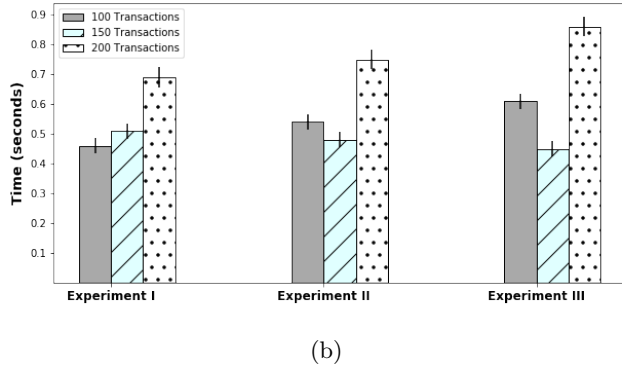 0.9
0.8
0.7
0.6
0.5
0.4
0.3
0.2
0.1
Time (seconds)
100 Transactions
150 Transactions
200 Transactions
Experiment I
Experiment II
Experiment III
(b)